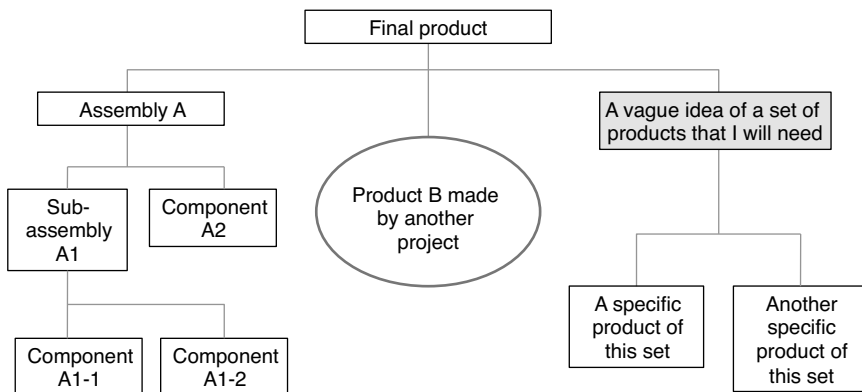 Final product
Assembly A
A vague idea of a set of
products that I will need
Product B made
by another
project
Sub-
assembly
A1
Component
A2
A specific
product of
this set
Another
specific
product of
this set
Component
A1-1
Component
A1-2